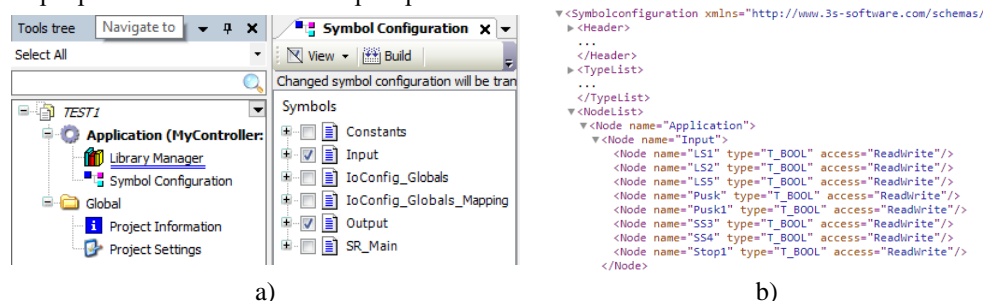 Tools tree
Navigate to
Select All
TEST1
Application (MyController:
Library Manager
Symbol Configuration
Global
Project Information
Project Settings
Symbol Configuration
View
Build
Changed symbol configuration will be tran
Symbols
Constants
Input
IoConfig_Globals
IoConfig_Globals_Mapping
Output
SR_Main
a)
<Symbolconfiguration xmlns="http://www.3s-software.com/schemas/
<Header>
...
</Header>
<TypeList>
...
</TypeList>
<NodeList>
<Node name="Application">
<Node name="Input">
<Node name="LS1" type="T_BOOL" access="ReadWrite"/>
<Node name="LS2" type="T_BOOL" access="ReadWrite"/>
<Node name="LS5" type="T_BOOL" access="ReadWrite"/>
<Node name="Pusk" type="T_BOOL" access="ReadWrite"/>
<Node name="Pusk1" type="T_BOOL" access="ReadWrite"/>
<Node name="SS3" type="T_BOOL" access="ReadWrite"/>
<Node name="SS4" type="T_BOOL" access="ReadWrite"/>
<Node name="Stop1" type="T_BOOL" access="ReadWrite"/>
</Node>
b)